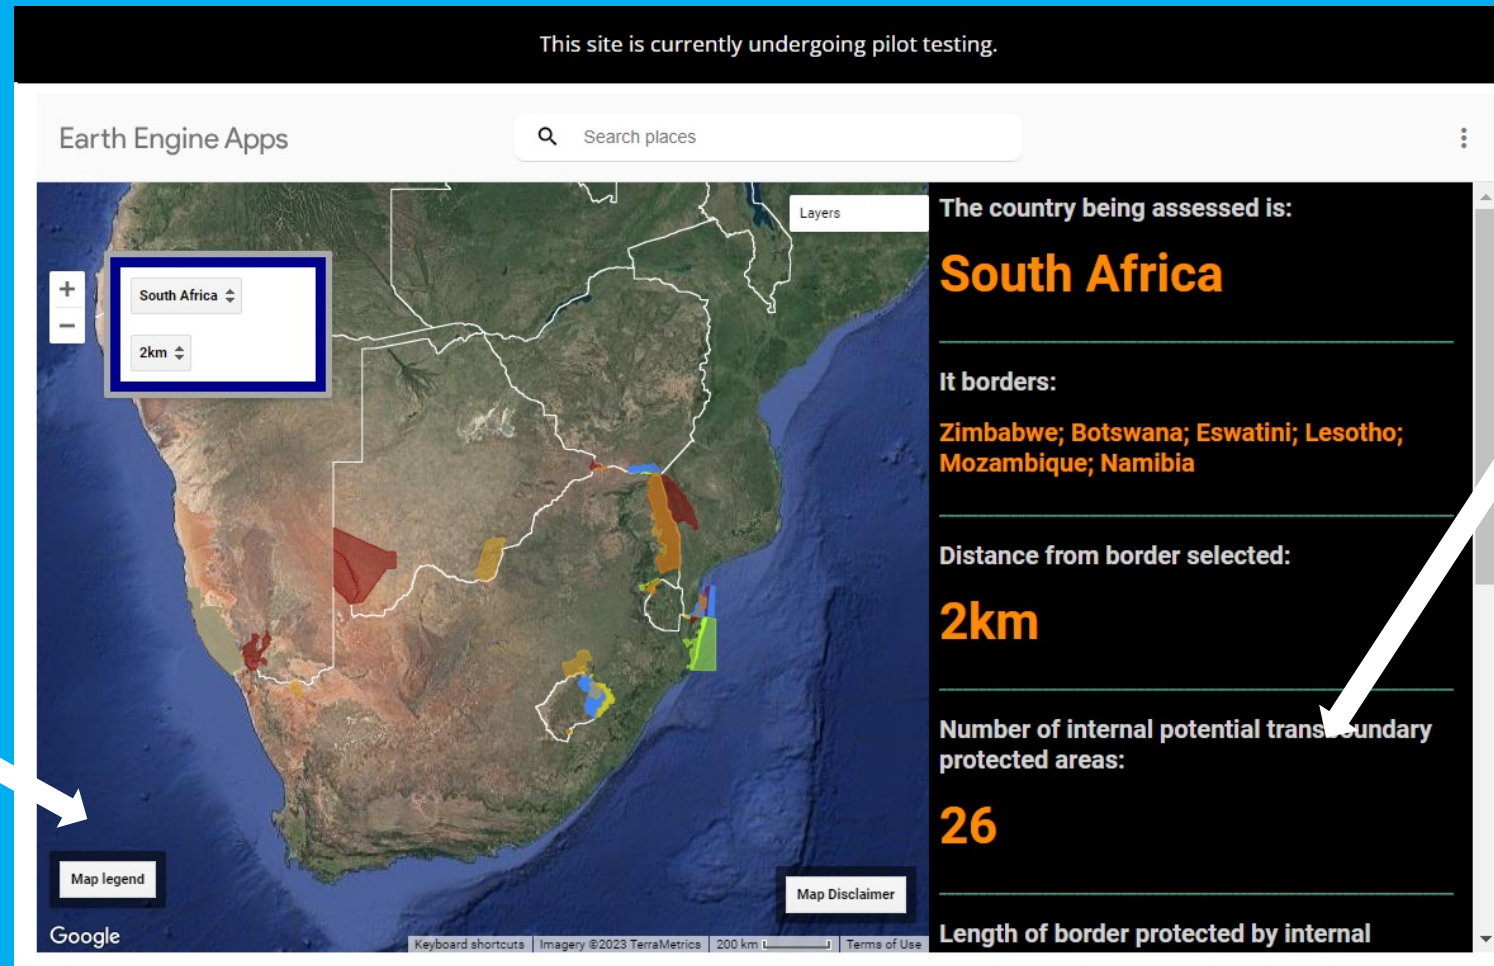 This site is currently undergoing pilot testing.
Earth Engine Apps
Search places
Layers
South Africa
2km
The country being assessed is:
South Africa
It borders:
Zimbabwe; Botswana; Eswatini; Lesotho;
Mozambique; Namibia
Distance from border selected:
2km
Number of internal potential transboundary
protected areas:
26
Length of border protected by internal
Map legend
Map Disclaimer
Google
Keyboard shortcuts
Imagery ©2023 TerraMetrics
200 km
Terms of Use